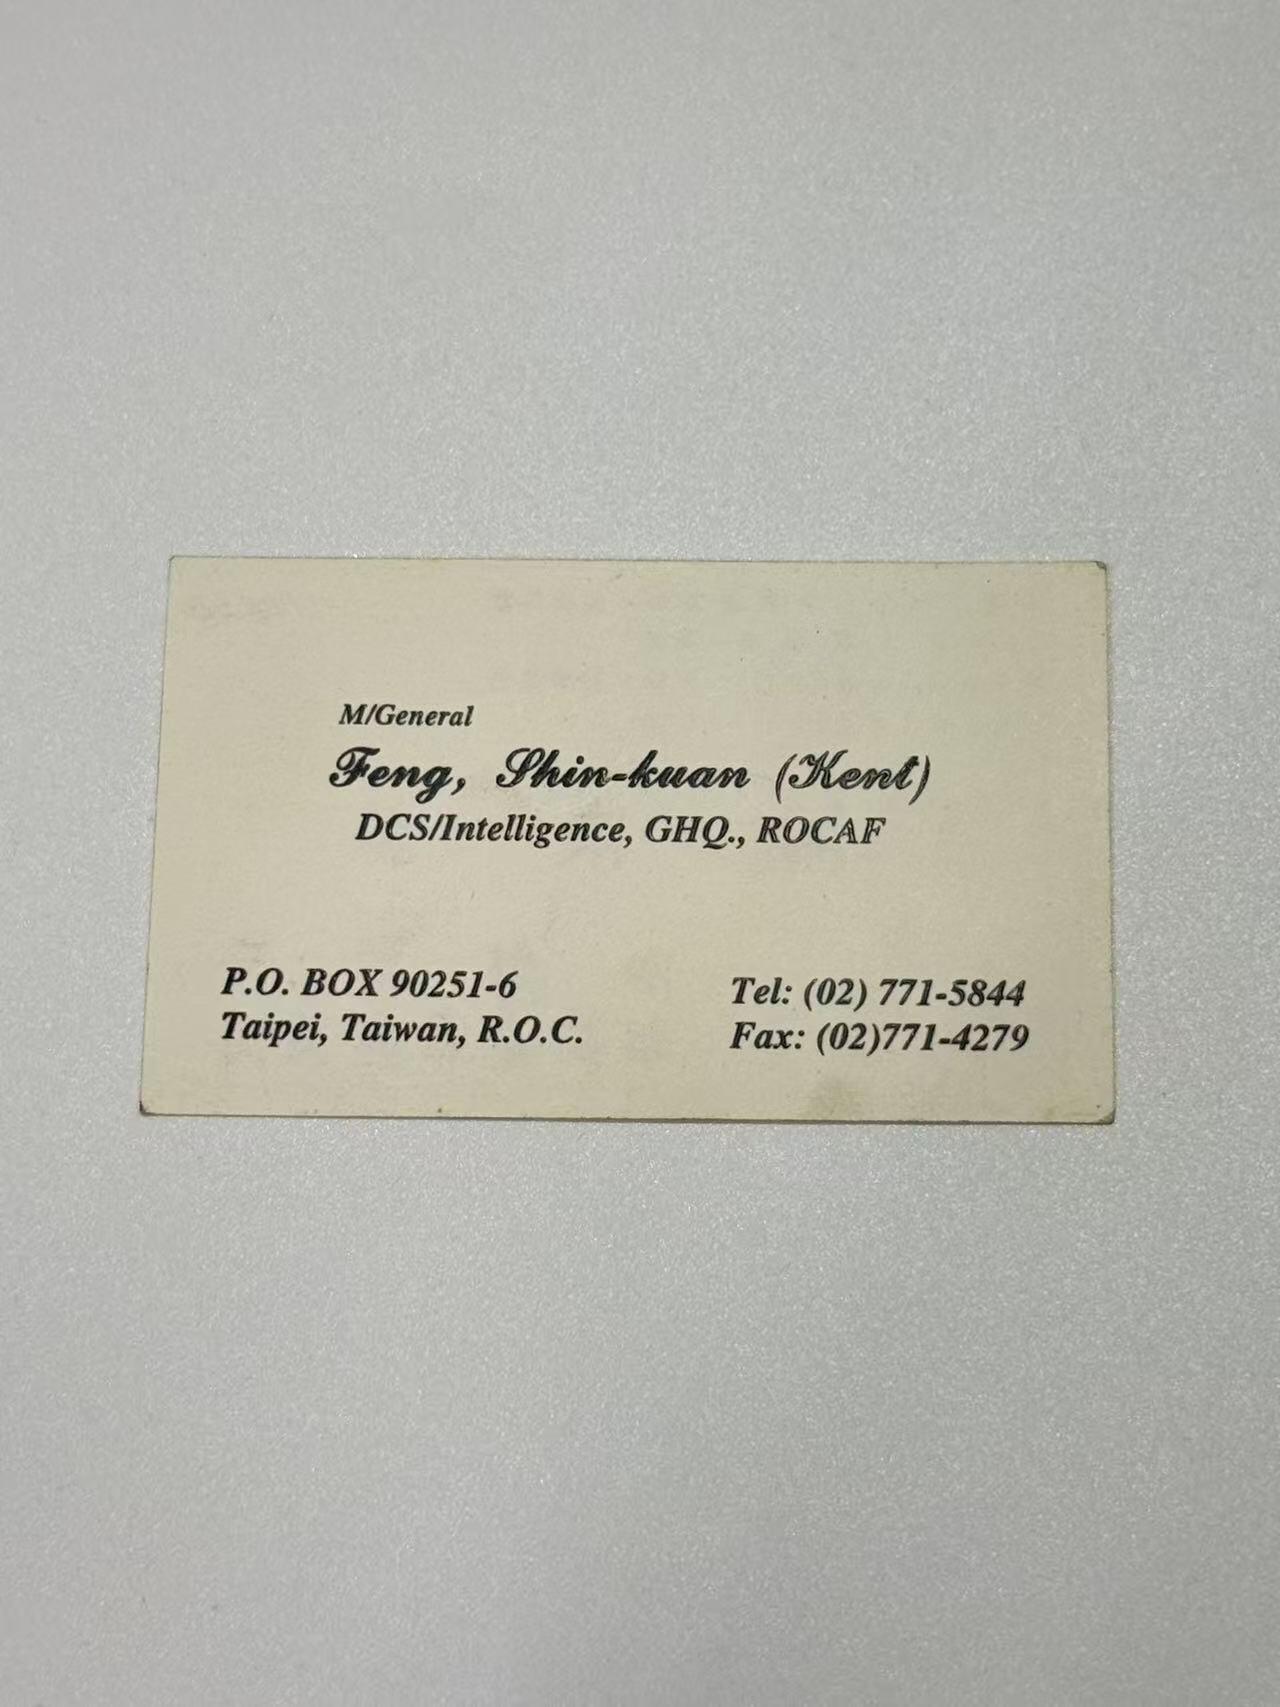 M/General
Feng, Shin-kuan (Kent)
DCS/Intelligence, GHQ., ROCAF
P.O. BOX 90251-6
Taipei, Taiwan, R.O.C.
Tel: (02) 771-5844
Fax: (02)771-4279